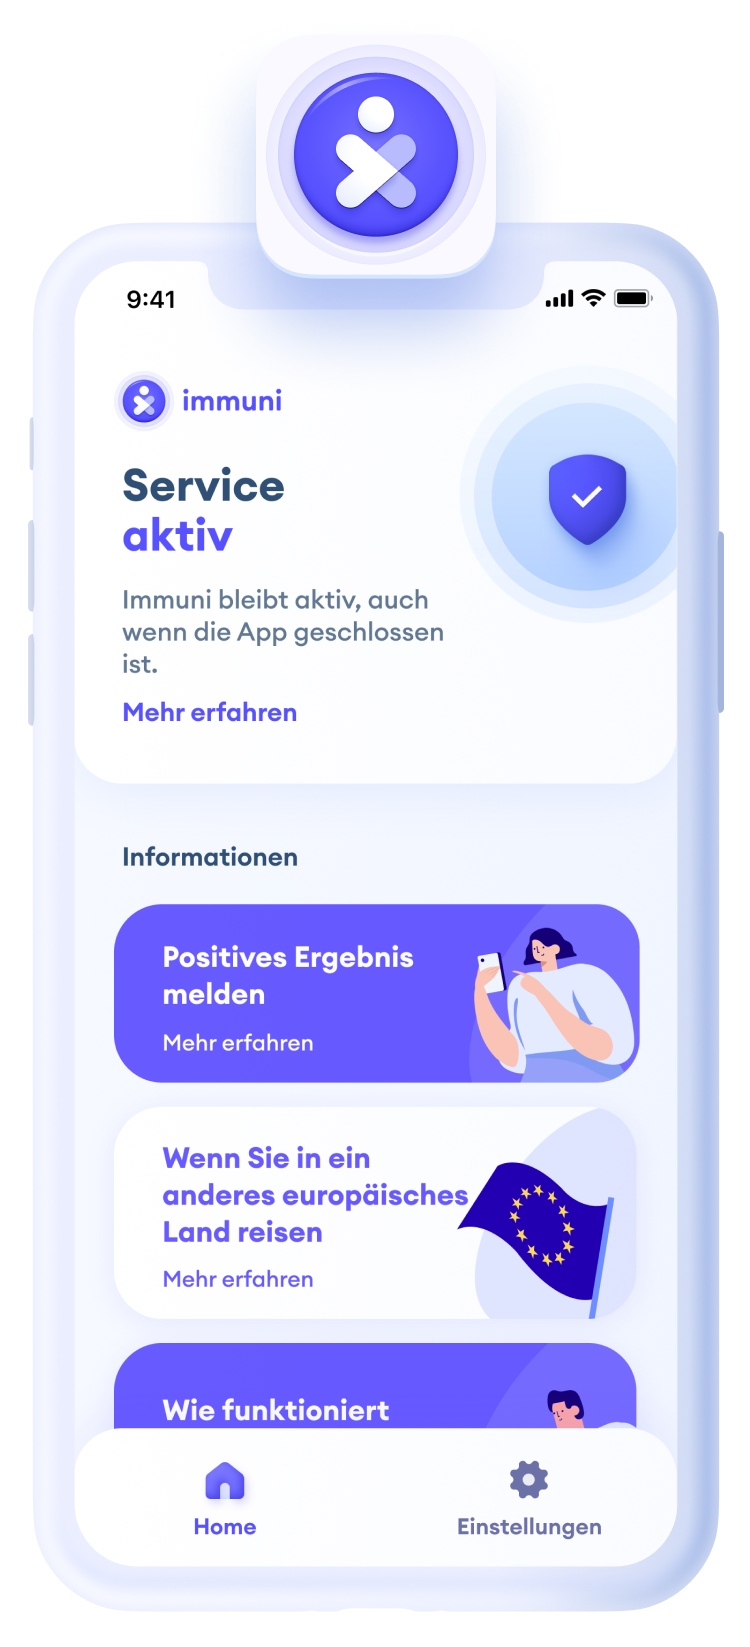 9:41
immuni
Service
aktiv
Immuni bleibt aktiv, auch
wenn die App geschlossen
ist.
Mehr erfahren
Informationen
Positives Ergebnis
melden
Mehr erfahren
Wenn Sie in ein
anderes europäisches
Land reisen
Mehr erfahren
Wie funktioniert
Home
Einstellungen